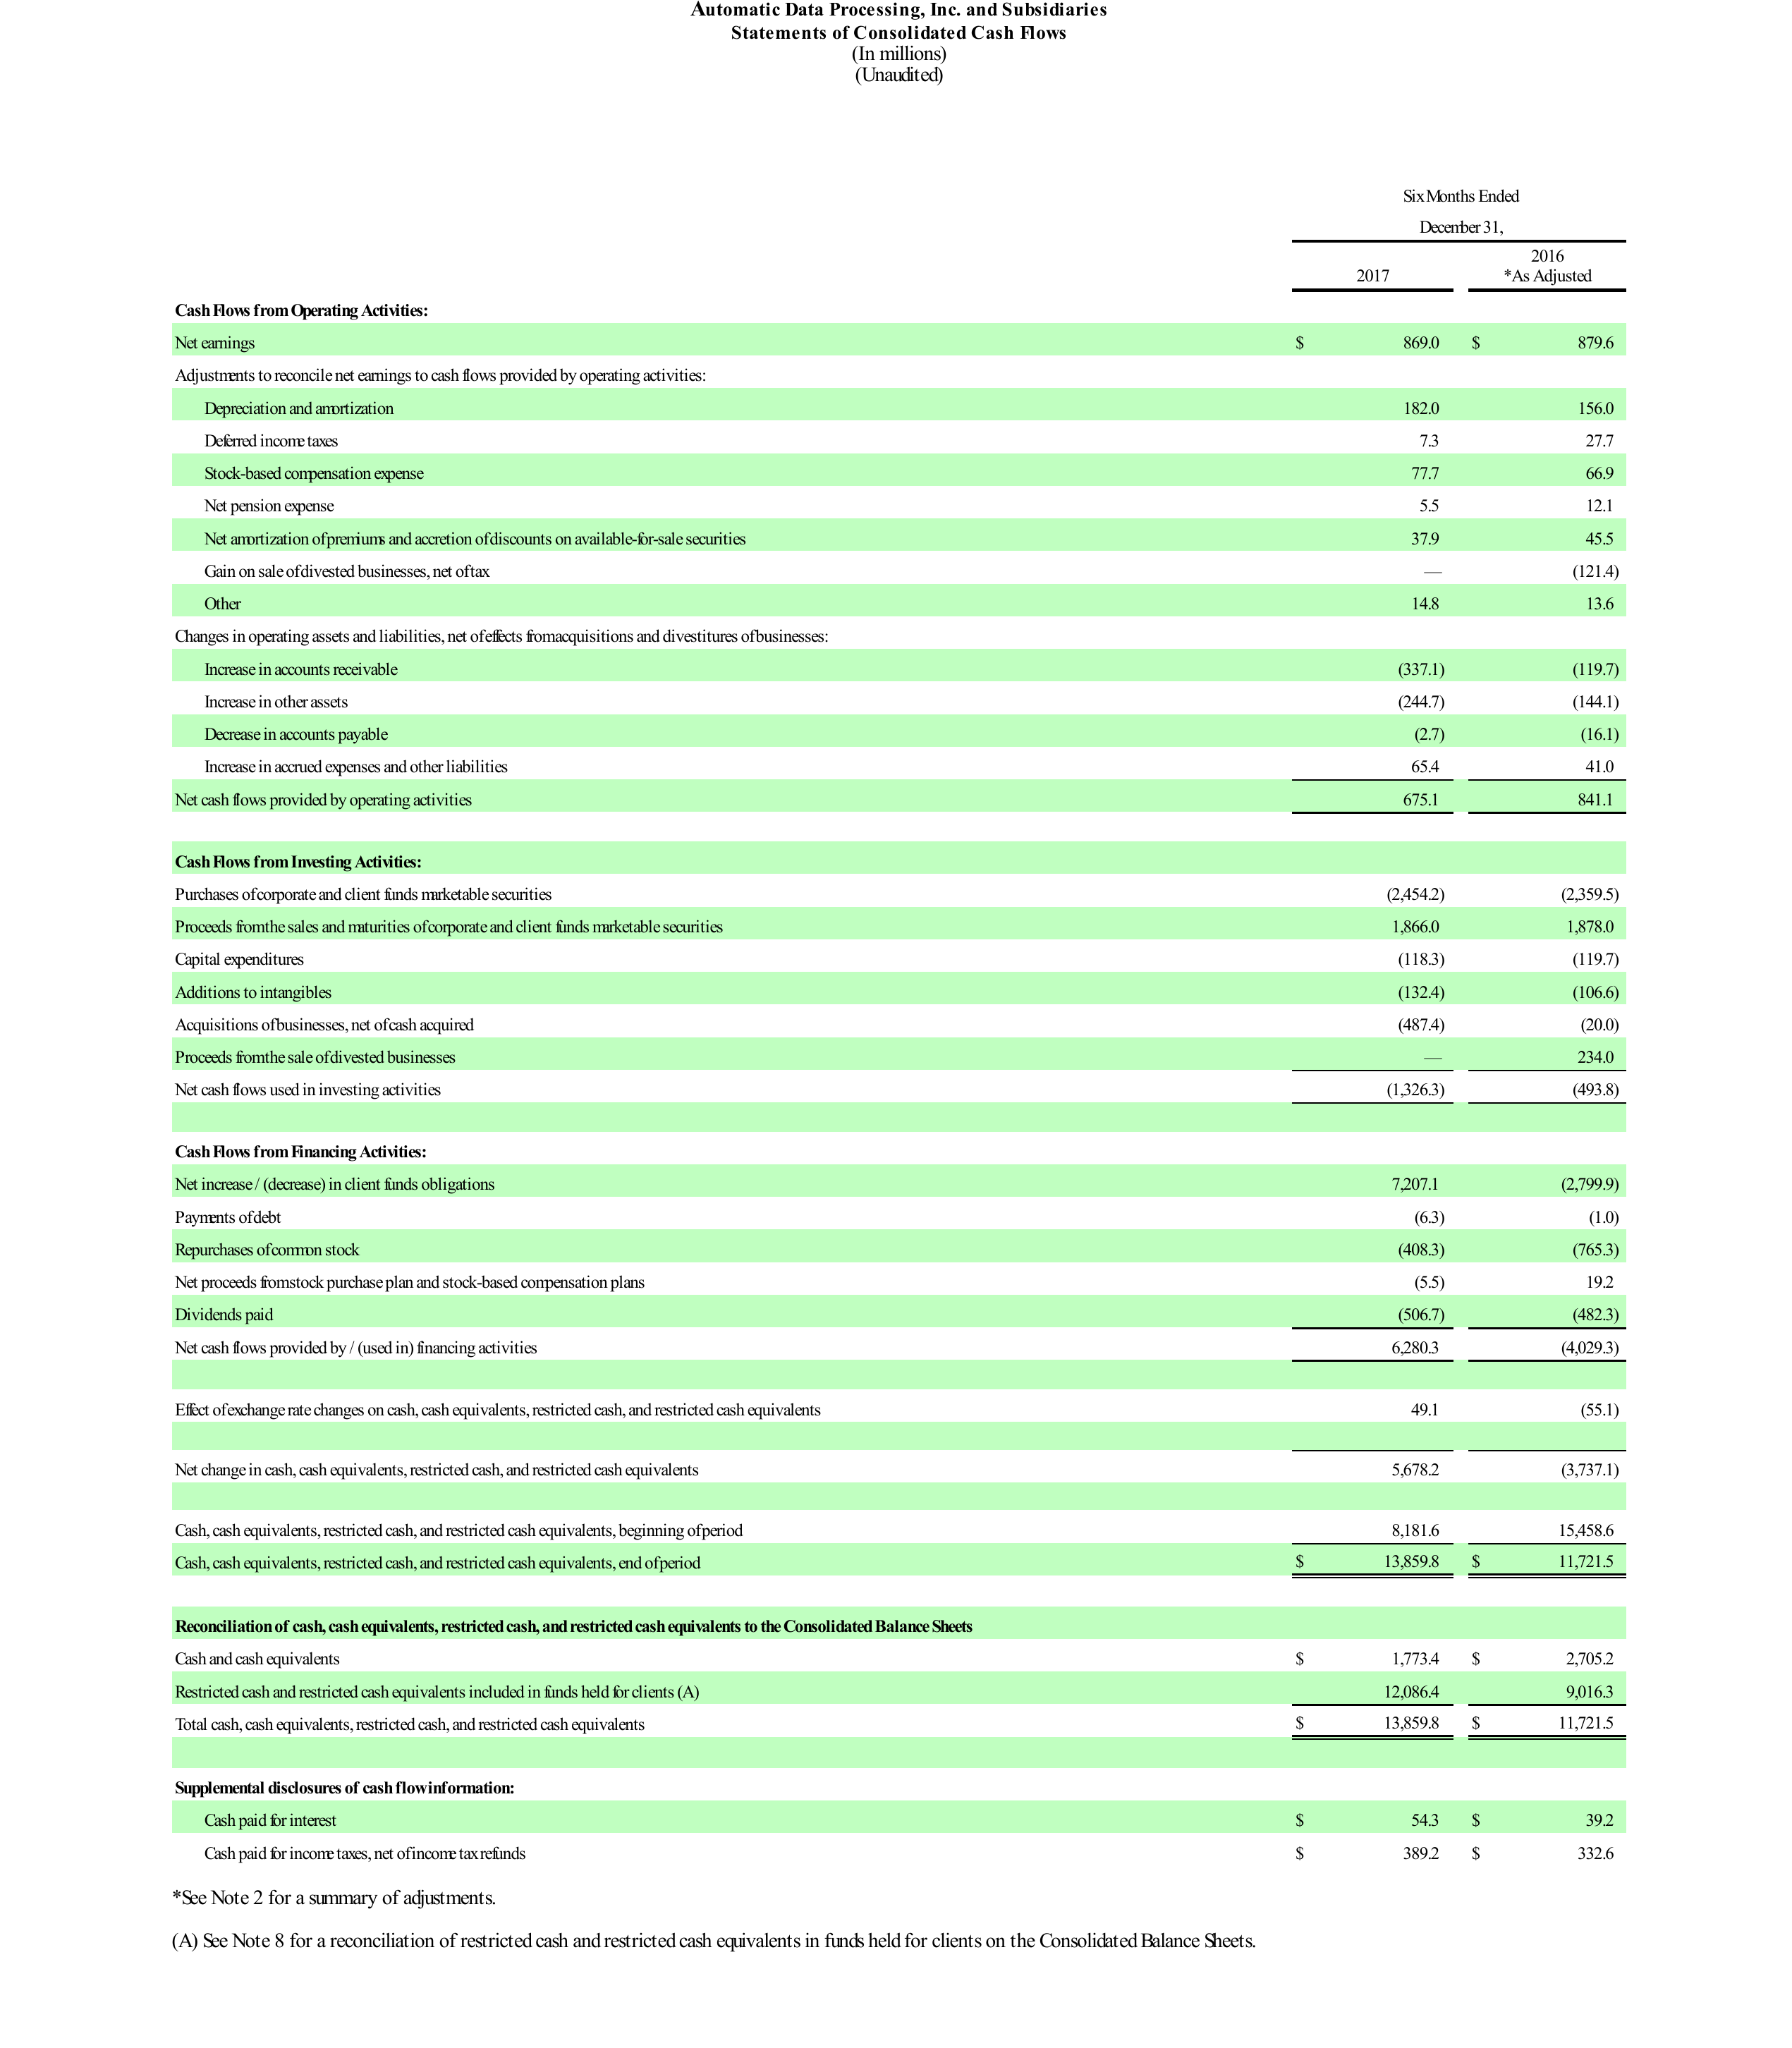 Automatic Data Processing, Inc. and Subsidiaries
Statements of Consolidated Cash Flows
(In millions)
(Unaudited)
Six Months Ended
December 31,
2017 2016 *As Adjusted
Cash Flows from Operating Activities:
Net earnings $ 869.0 $ 879.6
Adjustments to reconcile net earnings to cash flows provided by operating activities:
Depreciation and amortization 182.0 156.0
Deferred income taxes 7.3 27.7
Stock-based compensation expense 77.7 66.9
Net pension expense 5.5 12.1
Net amortization of premiums and accretion of discounts on available-for-sale securities 37.9 45.5
Gain on sale of divested businesses, net of tax — (121.4)
Other 14.8 13.6
Changes in operating assets and liabilities, net of effects from acquisitions and divestitures of businesses:
Increase in accounts receivable (337.1) (119.7)
Increase in other assets (244.7) (144.1)
Decrease in accounts payable (2.7) (16.1)
Increase in accrued expenses and other liabilities 65.4 41.0
Net cash flows provided by operating activities 675.1 841.1
Cash Flows from Investing Activities:
Purchases of corporate and client funds marketable securities (2,454.2) (2,359.5)
Proceeds from the sales and maturities of corporate and client funds marketable securities 1,866.0 1,878.0
Capital expenditures (118.3) (119.7)
Additions to intangibles (132.4) (106.6)
Acquisitions of businesses, net of cash acquired (487.4) (20.0)
Proceeds from the sale of divested businesses — 234.0
Net cash flows used in investing activities (1,326.3) (493.8)
Cash Flows from Financing Activities:
Net increase / (decrease) in client funds obligations 7,207.1 (2,799.9)
Payments of debt (6.3) (1.0)
Repurchases of common stock (408.3) (765.3)
Net proceeds from stock purchase plan and stock-based compensation plans (5.5) 19.2
Dividends paid (506.7) (482.3)
Net cash flows provided by / (used in) financing activities 6,280.3 (4,029.3)
Effect of exchange rate changes on cash, cash equivalents, restricted cash, and restricted cash equivalents 49.1 (55.1)
Net change in cash, cash equivalents, restricted cash, and restricted cash equivalents 5,678.2 (3,737.1)
Cash, cash equivalents, restricted cash, and restricted cash equivalents, beginning of period 8,181.6 15,458.6
Cash, cash equivalents, restricted cash, and restricted cash equivalents, end of period $ 13,859.8 $ 11,721.5
Reconciliation of cash, cash equivalents, restricted cash, and restricted cash equivalents to the Consolidated Balance Sheets
Cash and cash equivalents $ 1,773.4 $ 2,705.2
Restricted cash and restricted cash equivalents included in funds held for clients (A) 12,086.4 9,016.3
Total cash, cash equivalents, restricted cash, and restricted cash equivalents $ 13,859.8 $ 11,721.5
Supplemental disclosures of cash flow information:
Cash paid for interest $ 54.3 $ 39.2
Cash paid for income taxes, net of income tax refunds $ 389.2 $ 332.6
*See Note 2 for a summary of adjustments.
(A) See Note 8 for a reconciliation of restricted cash and restricted cash equivalents in funds held for clients on the Consolidated Balance Sheets.